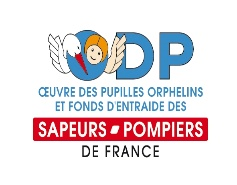 ODP
ŒUVRE DES PUPILLES ORPHELINS
ET FONDS D'ENTRAIDE DES
SAPEURS-POMPIERS
DE FRANCE